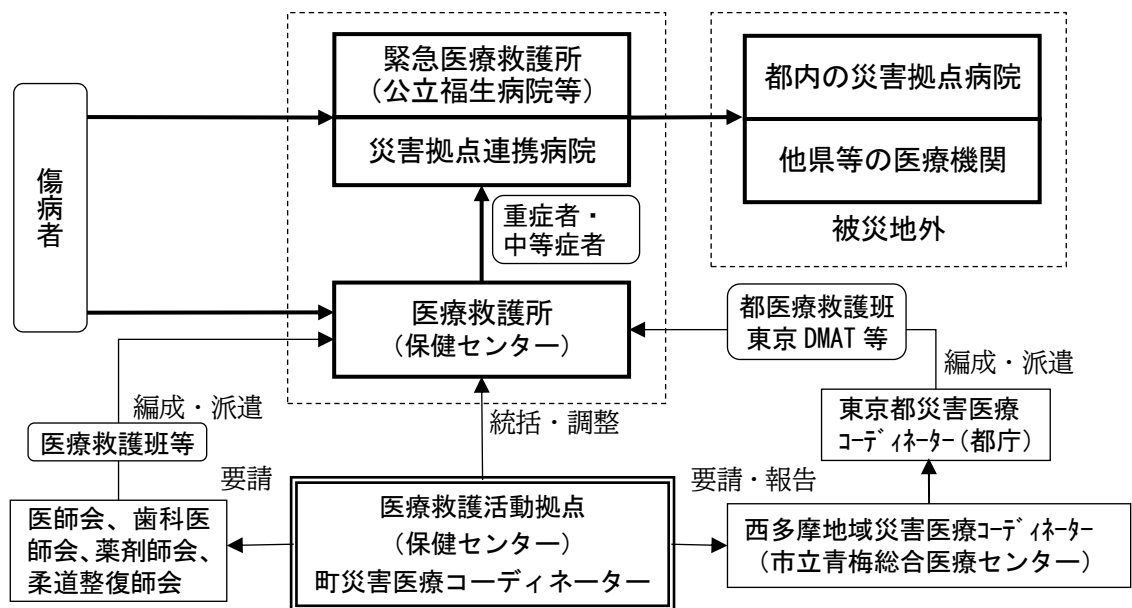 緊急医療救護所
（公立福生病院等）
災害拠点連携病院
都内の災害拠点病院
他県等の医療機関
被災地外
傷病者
重症者・
中等症者
医療救護所
（保健センター）
都医療救護班
東京 DMAT 等
編成・派遣
編成・派遣
医療救護班等
統括・調整
東京都災害医療
ｺｰﾃﾞｨﾈｰﾀｰ（都庁）
要請
要請・報告
医師会、歯科医
師会、薬剤師会、
柔道整復師会
医療救護活動拠点
（保健センター）
町災害医療コーディネーター
西多摩地域災害医療ｺｰﾃﾞｨﾈｰﾀｰ
（市立青梅総合医療センター）